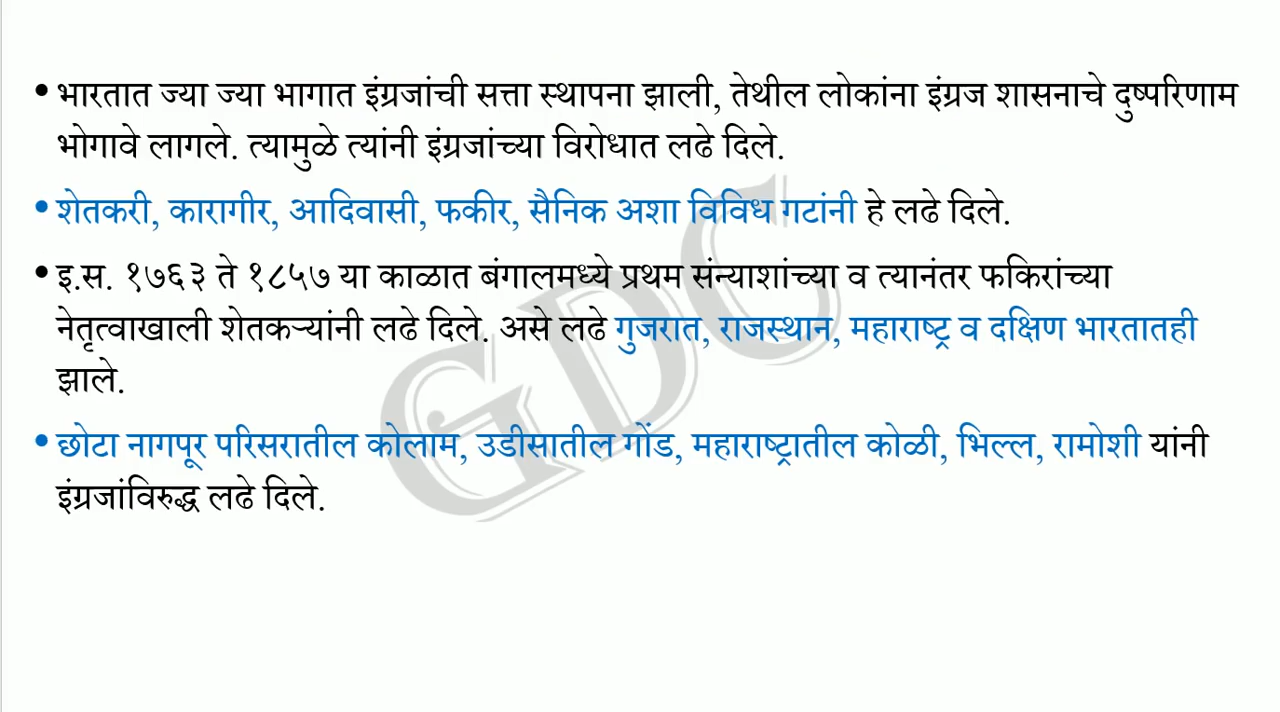 • भारतात ज्या ज्या भागात इंग्रजांची सत्ता स्थापना झाली, तेथील लोकांना इंग्रज शासनाचे दुष्परिणाम
भोगावे लागले. त्यामुळे त्यांनी इंग्रजांच्या विरोधात लढे दिले.
• शेतकरी, कारागीर, आदिवासी, फकीर, सैनिक अशा विविध गटांनी हे लढे दिले.
• इ.स. १७६३ ते १८५७ या काळात बंगालमध्ये प्रथम संन्याशांच्या व त्यानंतर फकिरांच्या
नेतृत्वाखाली शेतकऱ्यांनी लढे दिले. असे लढे गुजरात, राजस्थान, महाराष्ट्र व दक्षिण भारतातही
झाले.
• छोटा नागपूर परिसरातील कोलाम, उडीसातील गोंड, महाराष्ट्रातील कोळी, भिल्ल, रामोशी यांनी
इंग्रजांविरुद्ध लढे दिले.
GDC